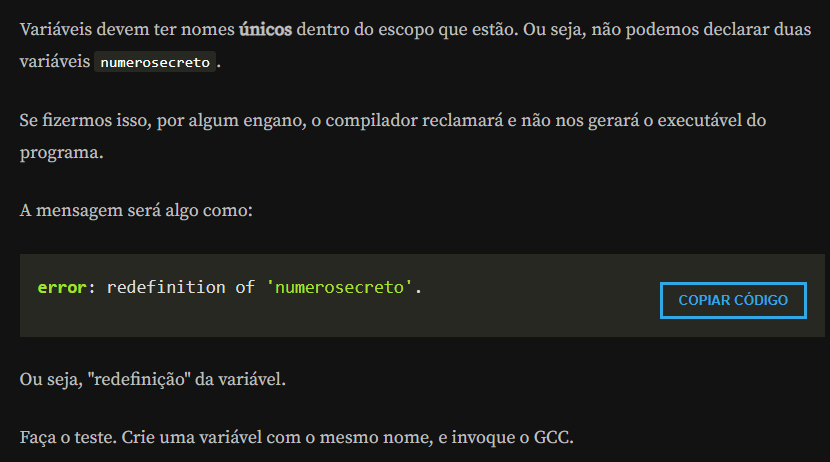 Variáveis devem ter nomes únicos dentro do escopo que estão. Ou seja, não podemos declarar duas
variáveis numerosecreto.
Se fizermos isso, por algum engano, o compilador reclamará e não nos gerará o executável do
programa.
A mensagem será algo como:
error: redefinition of 'numerosecreto'.
COPIAR CÓDIGO
Ou seja, "redefinição" da variável.
Faça o teste. Crie uma variável com o mesmo nome, e invoque o GCC.